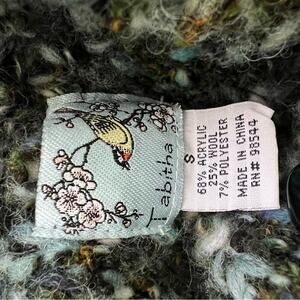 Tabitha
S
68% ACRYLIC
25% WOOL
7% POLYESTER
MADE IN CHINA
RN# 98544